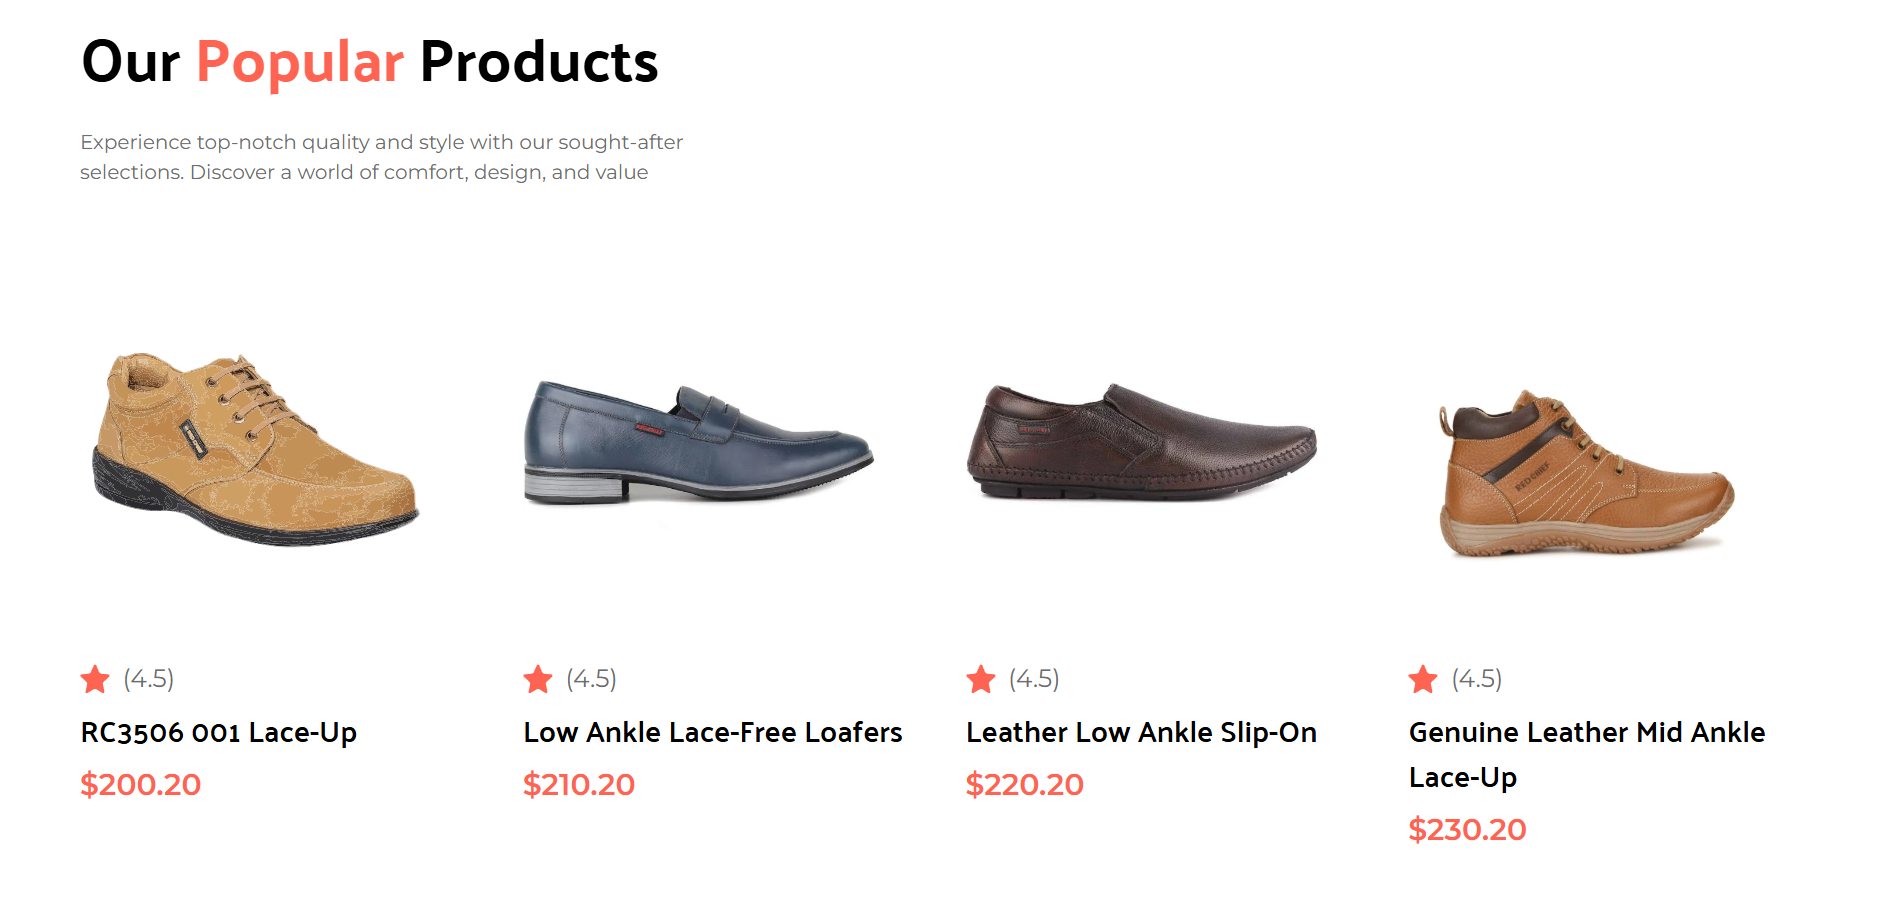 Our Popular Products
Experience top-notch quality and style with our sought-after
selections. Discover a world of comfort, design, and value
RED CHIEF
(4.5)
RC3506 001 Lace-Up
$200.20
(4.5)
Low Ankle Lace-Free Loafers
$210.20
(4.5)
Leather Low Ankle Slip-On
$220.20
(4.5)
Genuine Leather Mid Ankle
Lace-Up
$230.20